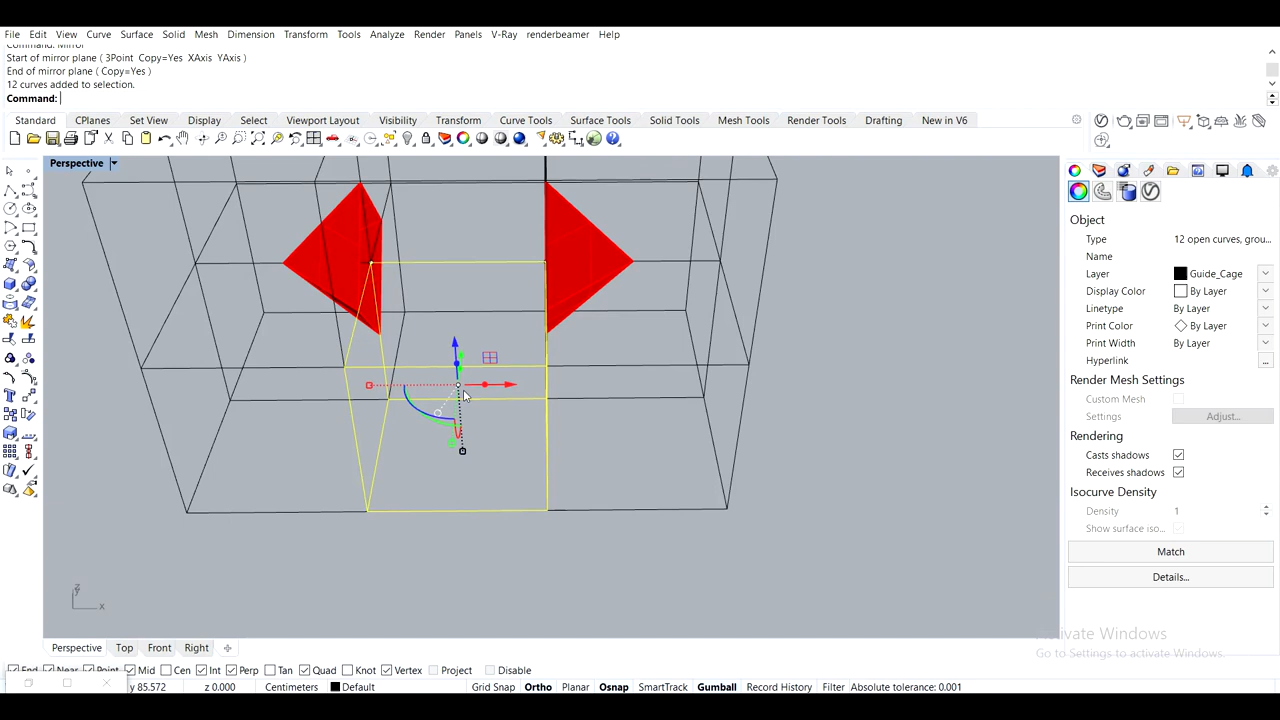 File Edit View Curve Surface Solid Mesh Dimension Transform Tools Analyze Render Panels V-Ray renderbeamer Help
Command: Mirror
Start of mirror plane ( 3Point Copy=Yes XAxis YAxis )
End of mirror plane ( Copy=Yes )
12 curves added to selection.
Command:
Standard CPlanes Set View Display Select Viewport Layout Visibility Transform Curve Tools Surface Tools Solid Tools Mesh Tools Render Tools Drafting New in V6
Perspective
Object
Type 12 open curves, grou...
Name
Layer Guide_Cage
Display Color By Layer
Linetype By Layer
Print Color By Layer
Print Width By Layer
Hyperlink ...
Render Mesh Settings
Custom Mesh
Settings Adjust...
Rendering
Casts shadows
Receives shadows
Isocurve Density
Density 1
Show surface iso...
Match
Details...
z
y
x
Activate Windows
Go to Settings to activate Windows.
Perspective Top Front Right
End Near Point Mid Cen Int Perp Tan Quad Knot Vertex Project Disable
y 85.572 z 0.000 Centimeters Default Grid Snap Ortho Planar Osnap SmartTrack Gumball Record History Filter Absolute tolerance: 0.001